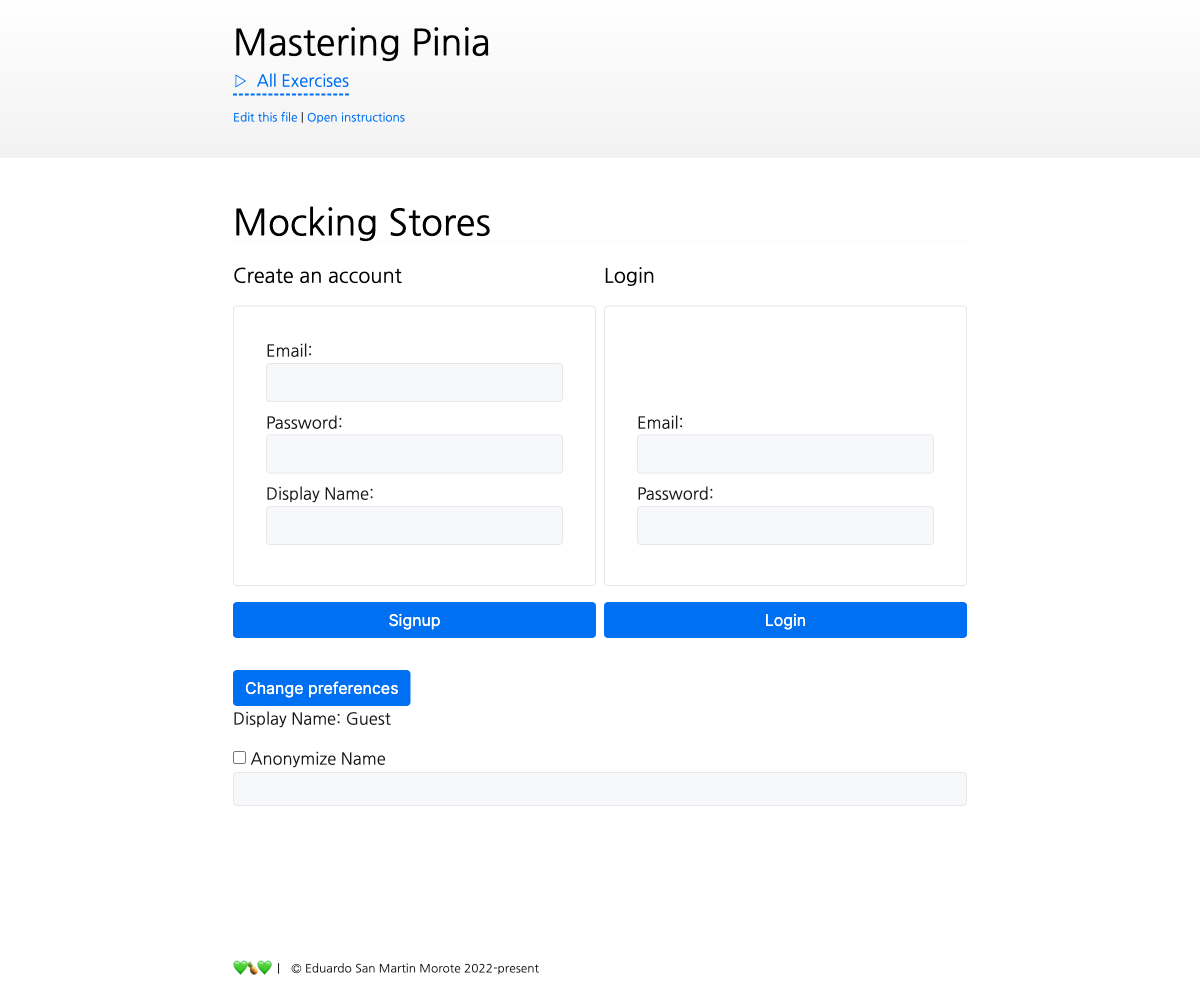 Mastering Pinia
▷ All Exercises
Edit this file | Open instructions
Mocking Stores
Create an account
Email:
Password:
Display Name:
Signup
Login
Email:
Password:
Login
Change preferences
Display Name: Guest
Anonymize Name
💚🍍💚 | © Eduardo San Martin Morote 2022-present